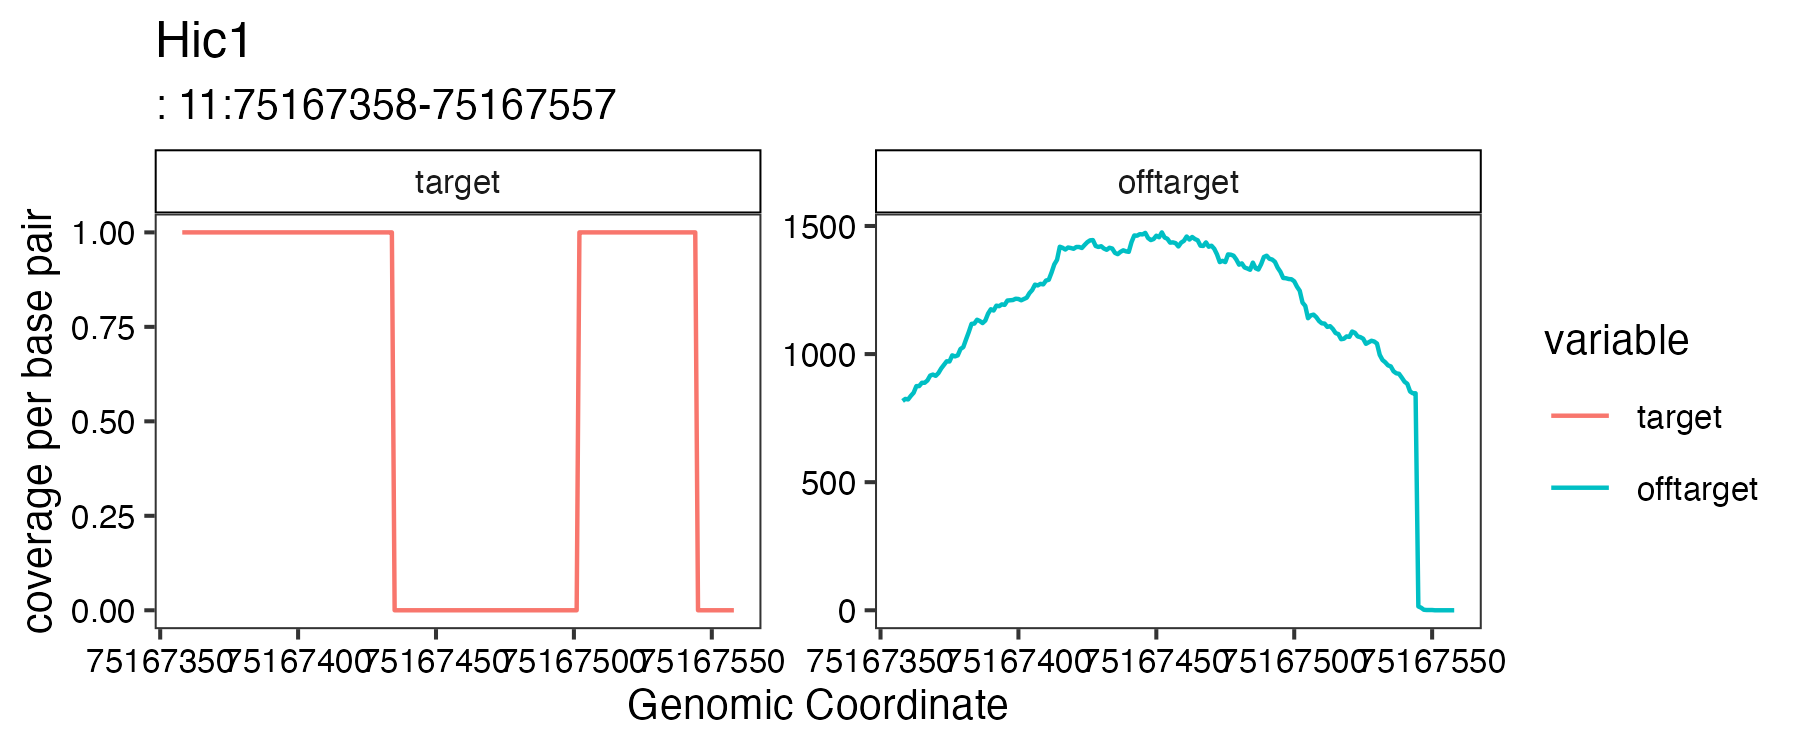 Hic1
: 11:75167358-75167557
target
offtarget
coverage per base pair
1.00
0.75
0.50
0.25
0.00
1500
1000
500
0
75167350 75167400 75167450 75167500 75167550
75167350 75167400 75167450 75167500 75167550
Genomic Coordinate
variable
target
offtarget